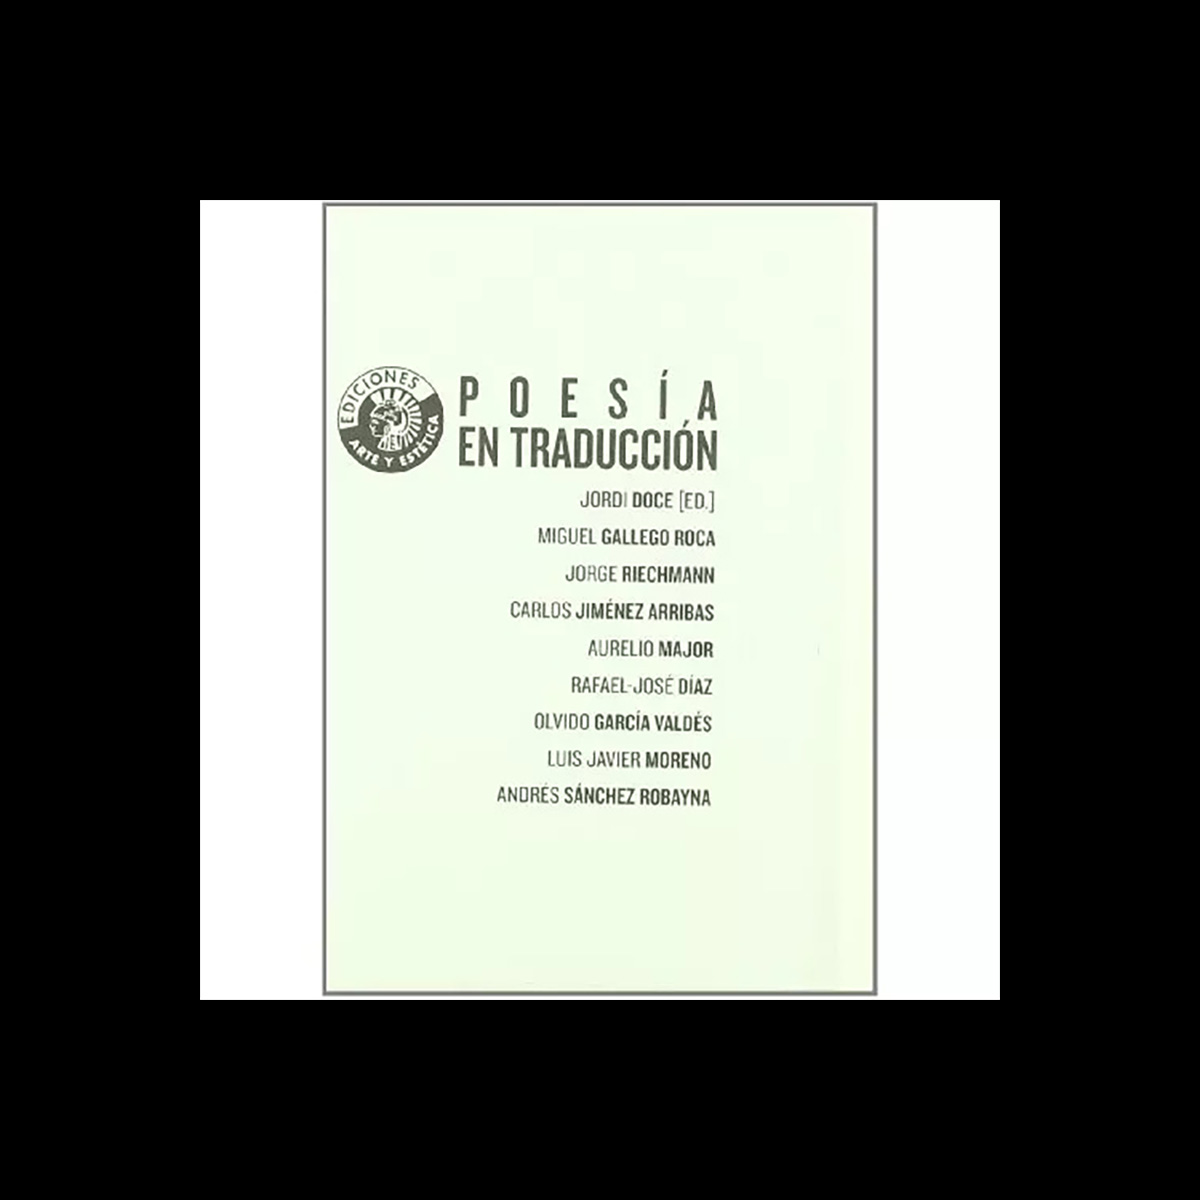 EDICIONES
ARTE Y ESTÉTICA
POESÍA
EN TRADUCCIÓN
JORDI DOCE [ED.]
MIGUEL GALLEGO ROCA
JORGE RIECHMANN
CARLOS JIMÉNEZ ARRIBAS
AURELIO MAJOR
RAFAEL-JOSÉ DÍAZ
OLVIDO GARCÍA VALDÉS
LUIS JAVIER MORENO
ANDRÉS SÁNCHEZ ROBAYNA